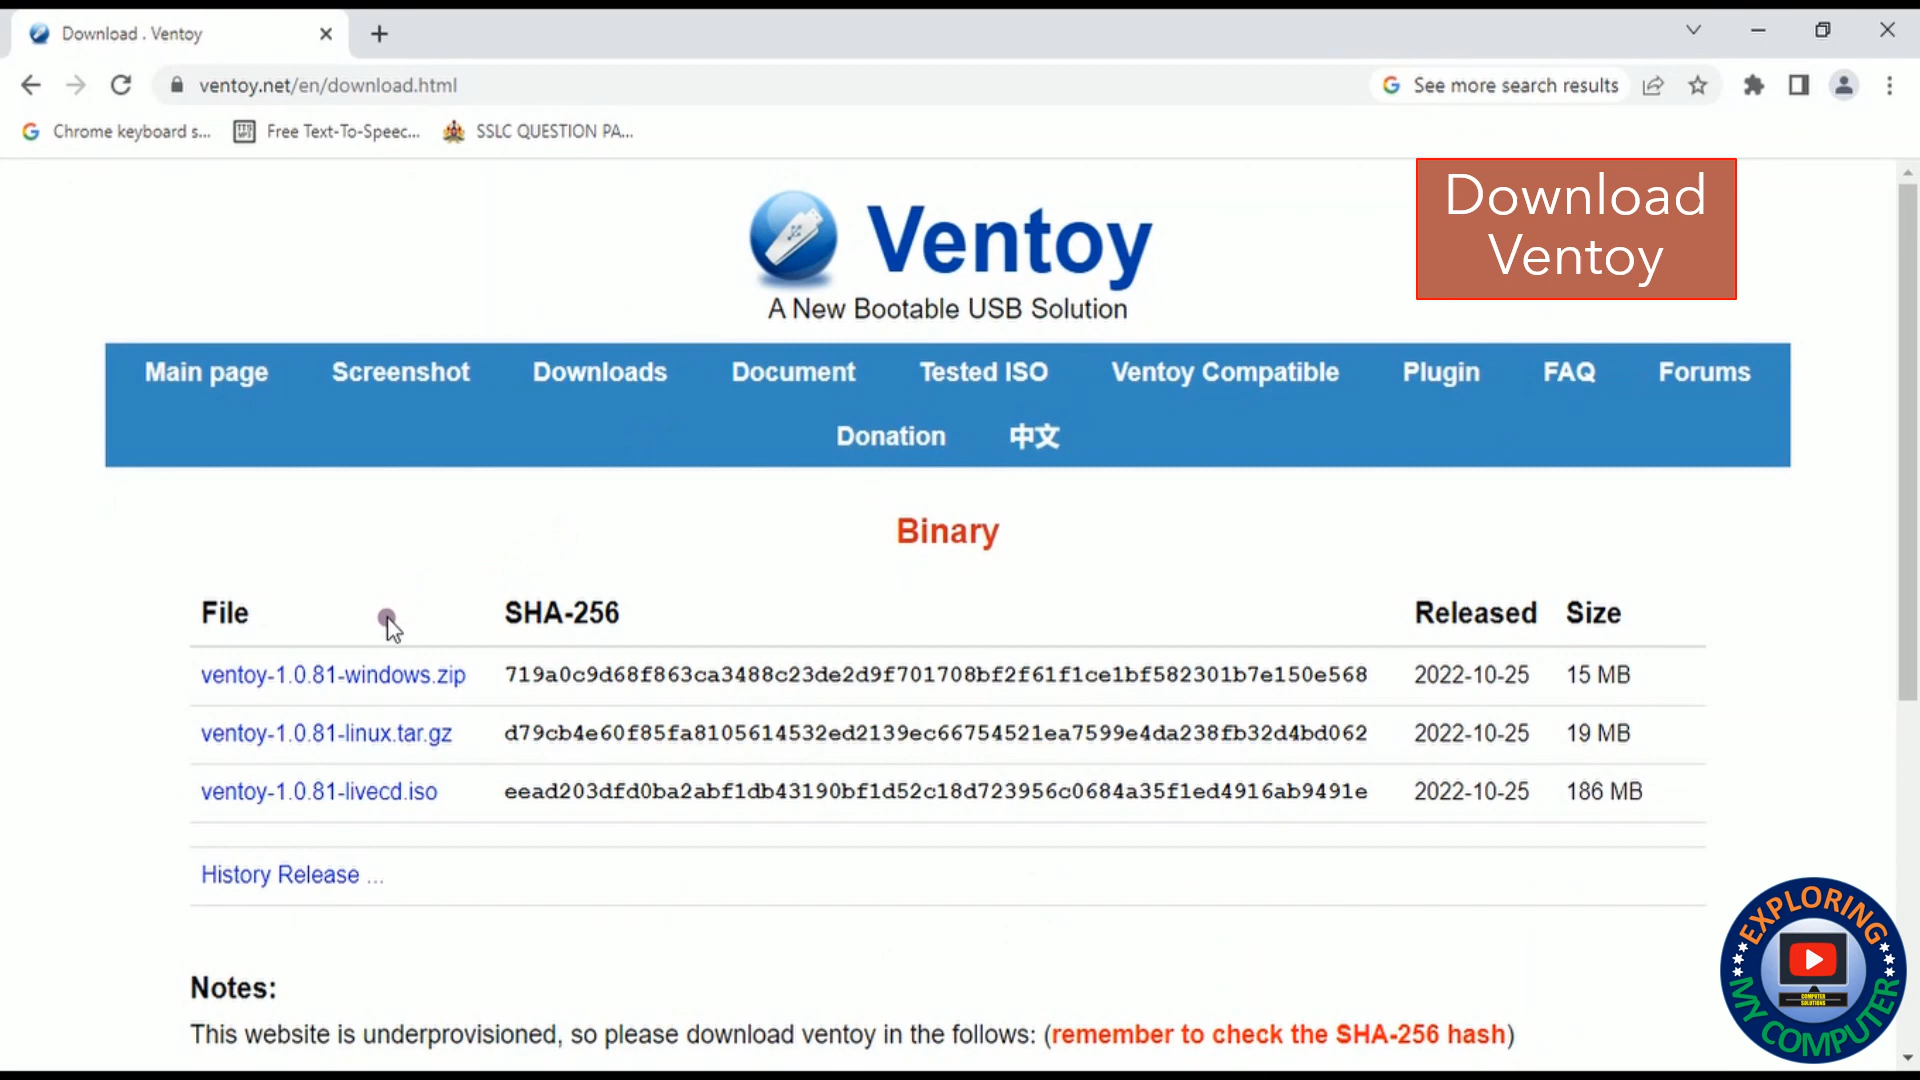 Download . Ventoy
ventoy.net/en/download.html
See more search results
Chrome keyboard s...
Free Text-To-Speec...
SSLC QUESTION PA...
Download
Ventoy
Ventoy
A New Bootable USB Solution
Main page Screenshot Downloads Document Tested ISO Ventoy Compatible Plugin FAQ Forums
Donation 中文
Binary
File SHA-256 Released Size
ventoy-1.0.81-windows.zip 719a0c9d68f863ca3488c23de2d9f701708bf2f61f1ce1bf582301b7e150e568 2022-10-25 15 MB
ventoy-1.0.81-linux.tar.gz d79cb4e60f85fa8105614532ed2139ec66754521ea7599e4da238fb32d4bd062 2022-10-25 19 MB
ventoy-1.0.81-livecd.iso eead203dfd0ba2abf1db43190bf1d52c18d723956c0684a35f1ed4916ab9491e 2022-10-25 186 MB
History Release ...
Notes:
This website is underprovisioned, so please download ventoy in the follows: (remember to check the SHA-256 hash)
EXPLORING
COMPUTER
SOLUTIONS
MY COMPUTER